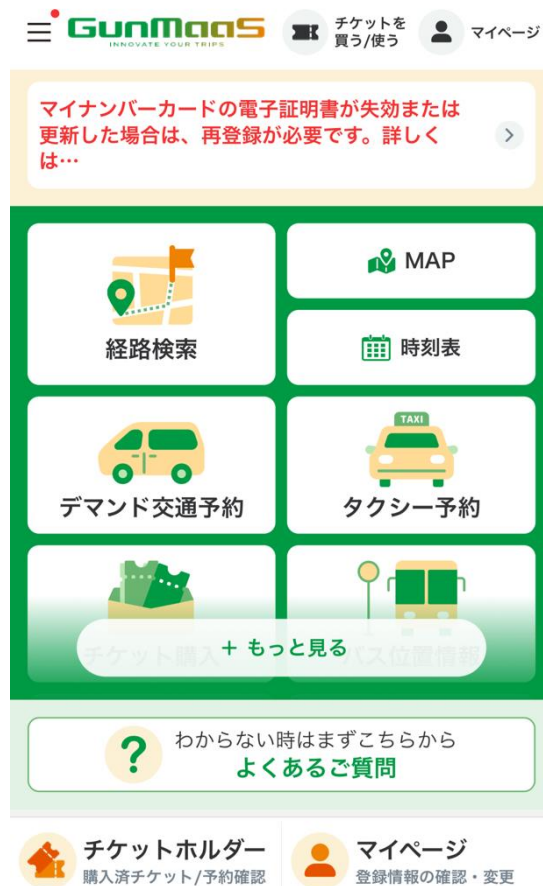 GunMaaS
INNOVATE YOUR TRIPS
チケットを
買う/使う
マイページ
マイナンバーカードの電子証明書が失効または
更新した場合は、再登録が必要です。詳しく
は…
経路検索
MAP
時刻表
デマンド交通予約
TAXI
タクシー予約
チケット購入
バス位置情報
+ もっと見る
?
わからない時はまずこちらから
よくあるご質問
チケットホルダー
購入済チケット/予約確認
マイページ
登録情報の確認・変更